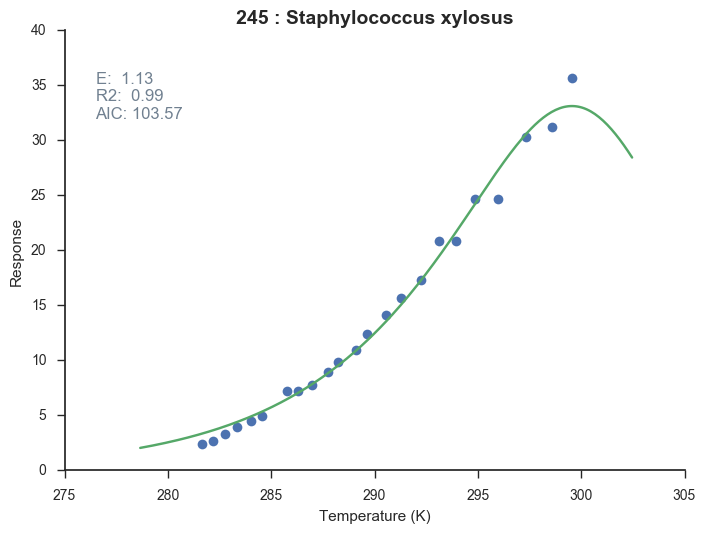 245 : Staphylococcus xylosus
E:  1.13
R2:  0.99
AIC: 103.57
Response
40
35
30
25
20
15
10
5
0
275 280 285 290 295 300 305
Temperature (K)